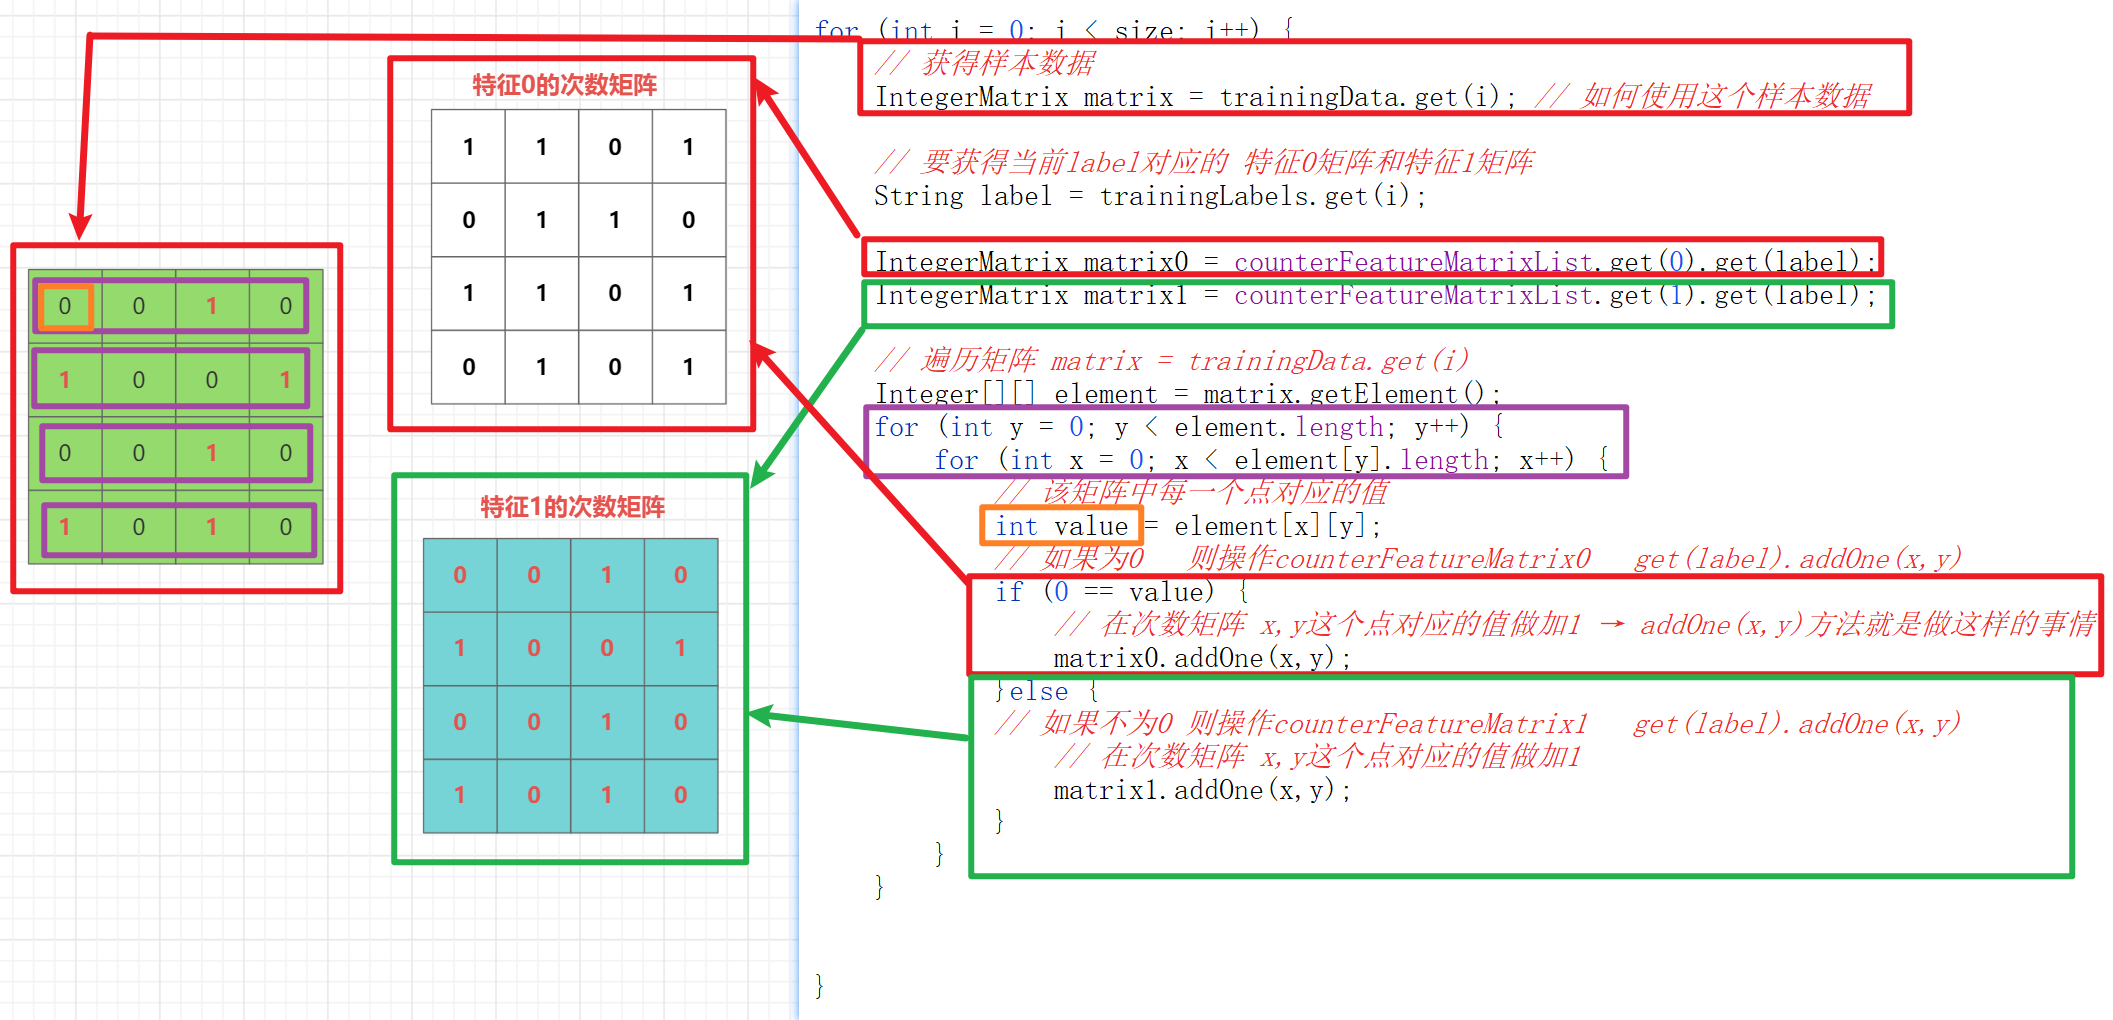 特征0的次数矩阵
1 1 0 1
0 1 1 0
1 1 0 1
0 1 0 1
0 0 1 0
1 0 0 1
0 0 1 0
1 0 1 0
特征1的次数矩阵
0 0 1 0
1 0 0 1
0 0 1 0
1 0 1 0
for (int i = 0; i < size; i++) {
// 获得样本数据
IntegerMatrix matrix = trainingData.get(i); // 如何使用这个样本数据
// 要获得当前label对应的 特征0矩阵和特征1矩阵
String label = trainingLabels.get(i);
IntegerMatrix matrix0 = counterFeatureMatrixList.get(0).get(label);
IntegerMatrix matrix1 = counterFeatureMatrixList.get(1).get(label);
// 遍历矩阵 matrix = trainingData.get(i)
Integer[][] element = matrix.getElement();
for (int y = 0; y < element.length; y++) {
for (int x = 0; x < element[y].length; x++) {
// 该矩阵中每一个点对应的值
int value = element[x][y];
// 如果为0 则操作counterFeatureMatrix0 get(label).addOne(x,y)
if (0 == value) {
// 在次数矩阵 x,y这个点对应的值做加1 → addOne(x,y)方法就是做这样的事情
matrix0.addOne(x,y);
}else {
// 如果不为0 则操作counterFeatureMatrix1 get(label).addOne(x,y)
// 在次数矩阵 x,y这个点对应的值做加1
matrix1.addOne(x,y);
}
}
}
}